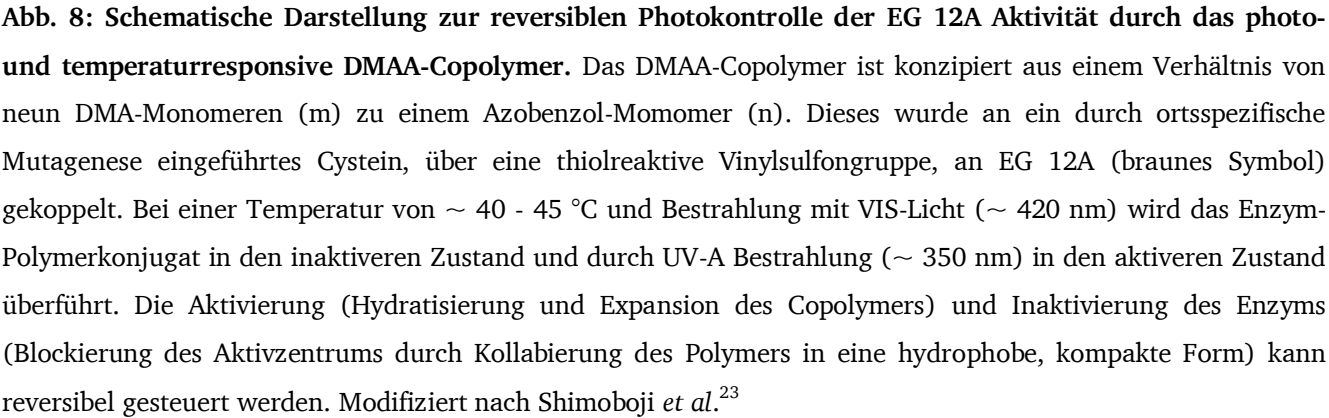 Abb. 8: Schematische Darstellung zur reversiblen Photokontrolle der EG 12A Aktivität durch das photo-
und temperaturresponsive DMAA-Copolymer. Das DMAA-Copolymer ist konzipiert aus einem Verhältnis von
neun DMA-Monomeren (m) zu einem Azobenzol-Momomer (n). Dieses wurde an ein durch ortsspezifische
Mutagenese eingeführtes Cystein, über eine thiolreaktive Vinylsulfongruppe, an EG 12A (braunes Symbol)
gekoppelt. Bei einer Temperatur von ~ 40 - 45 °C und Bestrahlung mit VIS-Licht (~ 420 nm) wird das Enzym-
Polymerkonjugat in den inaktiveren Zustand und durch UV-A Bestrahlung (~ 350 nm) in den aktiveren Zustand
überführt. Die Aktivierung (Hydratisierung und Expansion des Copolymers) und Inaktivierung des Enzyms
(Blockierung des Aktivzentrums durch Kollabierung des Polymers in eine hydrophobe, kompakte Form) kann
reversibel gesteuert werden. Modifiziert nach Shimoboji et al.23